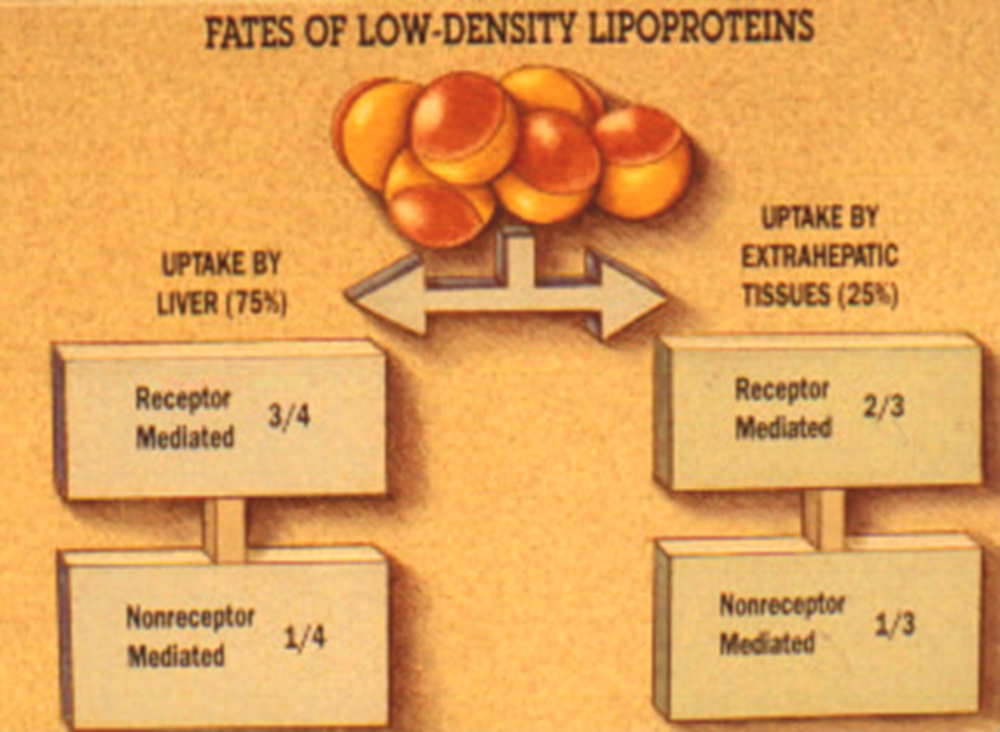 FATES OF LOW-DENSITY LIPOPROTEINS
UPTAKE BY
LIVER (75%)
UPTAKE BY
EXTRAHEPATIC
TISSUES (25%)
Receptor
Mediated 3/4
Nonreceptor
Mediated 1/4
Receptor
Mediated 2/3
Nonreceptor
Mediated 1/3